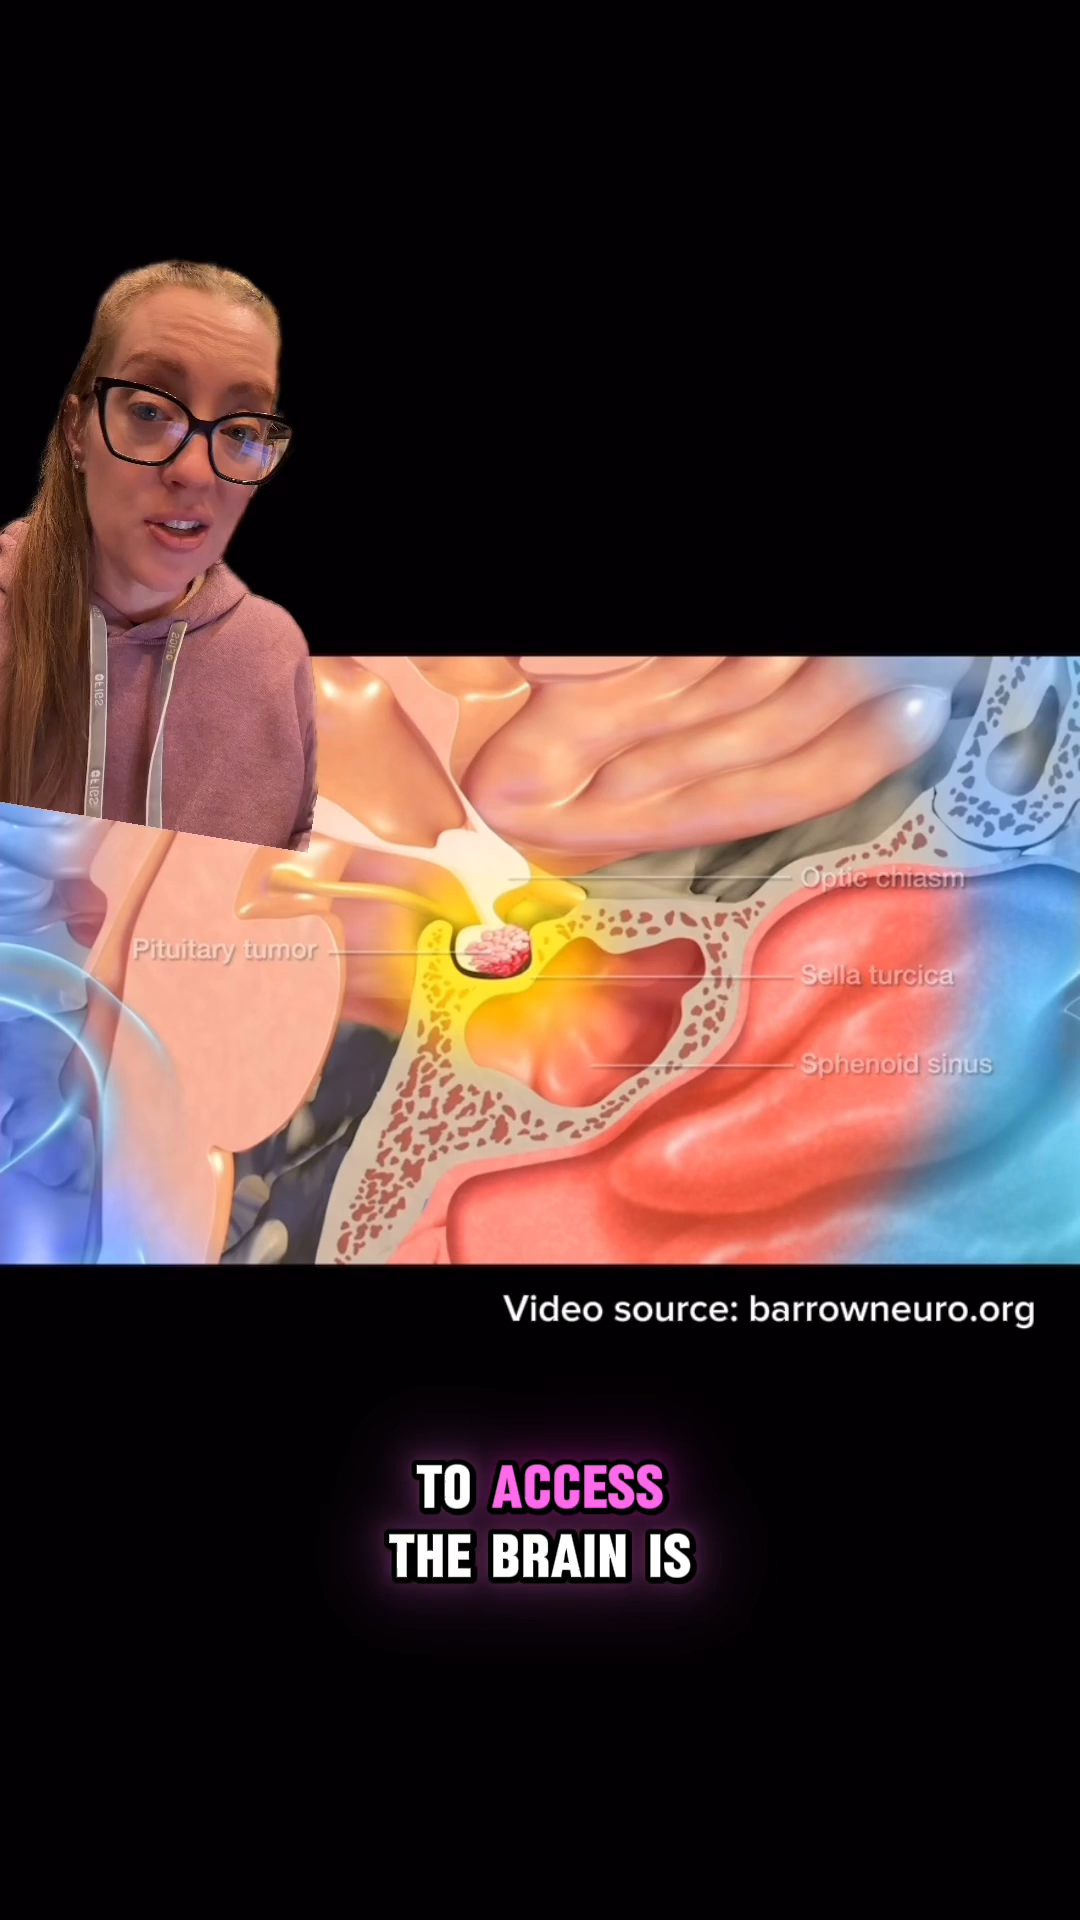 Optic chiasm
Pituitary tumor
Sella turcica
Sphenoid sinus
Video source: barrowneuro.org
TO ACCESS
THE BRAIN IS